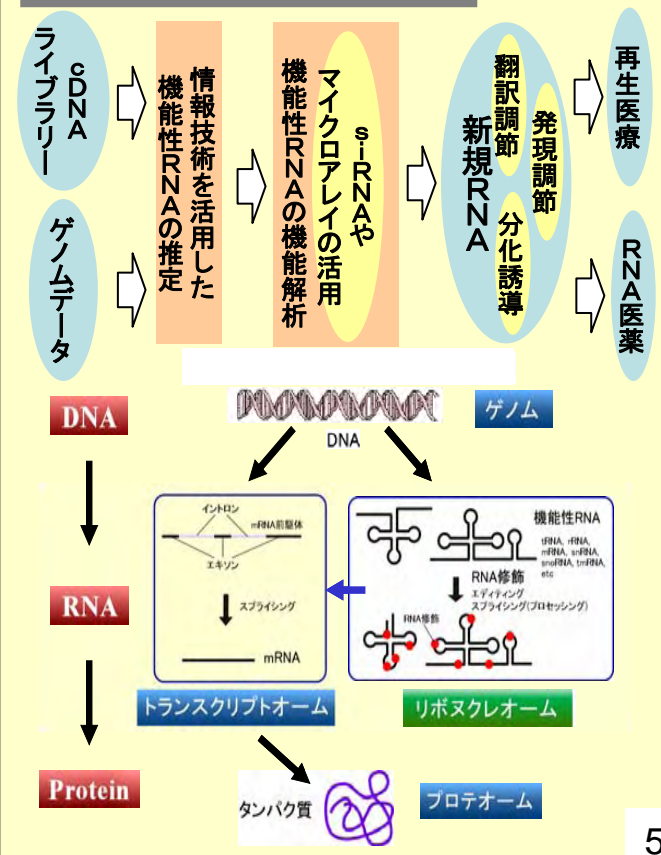 cDNA
ライブラリー
ゲノムデータ
情報技術を活用した
機能性RNAの推定
siRNAや
マイクロアレイの活用
機能性RNAの機能解析
翻訳調節
発現調節
新規RNA
分化誘導
再生医療
RNA医薬
DNA
DNA
ゲノム
イントロン
mRNA前駆体
エキソン
スプライシング
mRNA
機能性RNA
tRNA, rRNA,
mRNA, snRNA,
snoRNA, tmRNA,
etc
RNA修飾
エディティング
スプライシング(プロセッシング)
RNA修飾
RNA
トランスクリプトオーム
リボヌクレオーム
Protein
タンパク質
プロテオーム
5